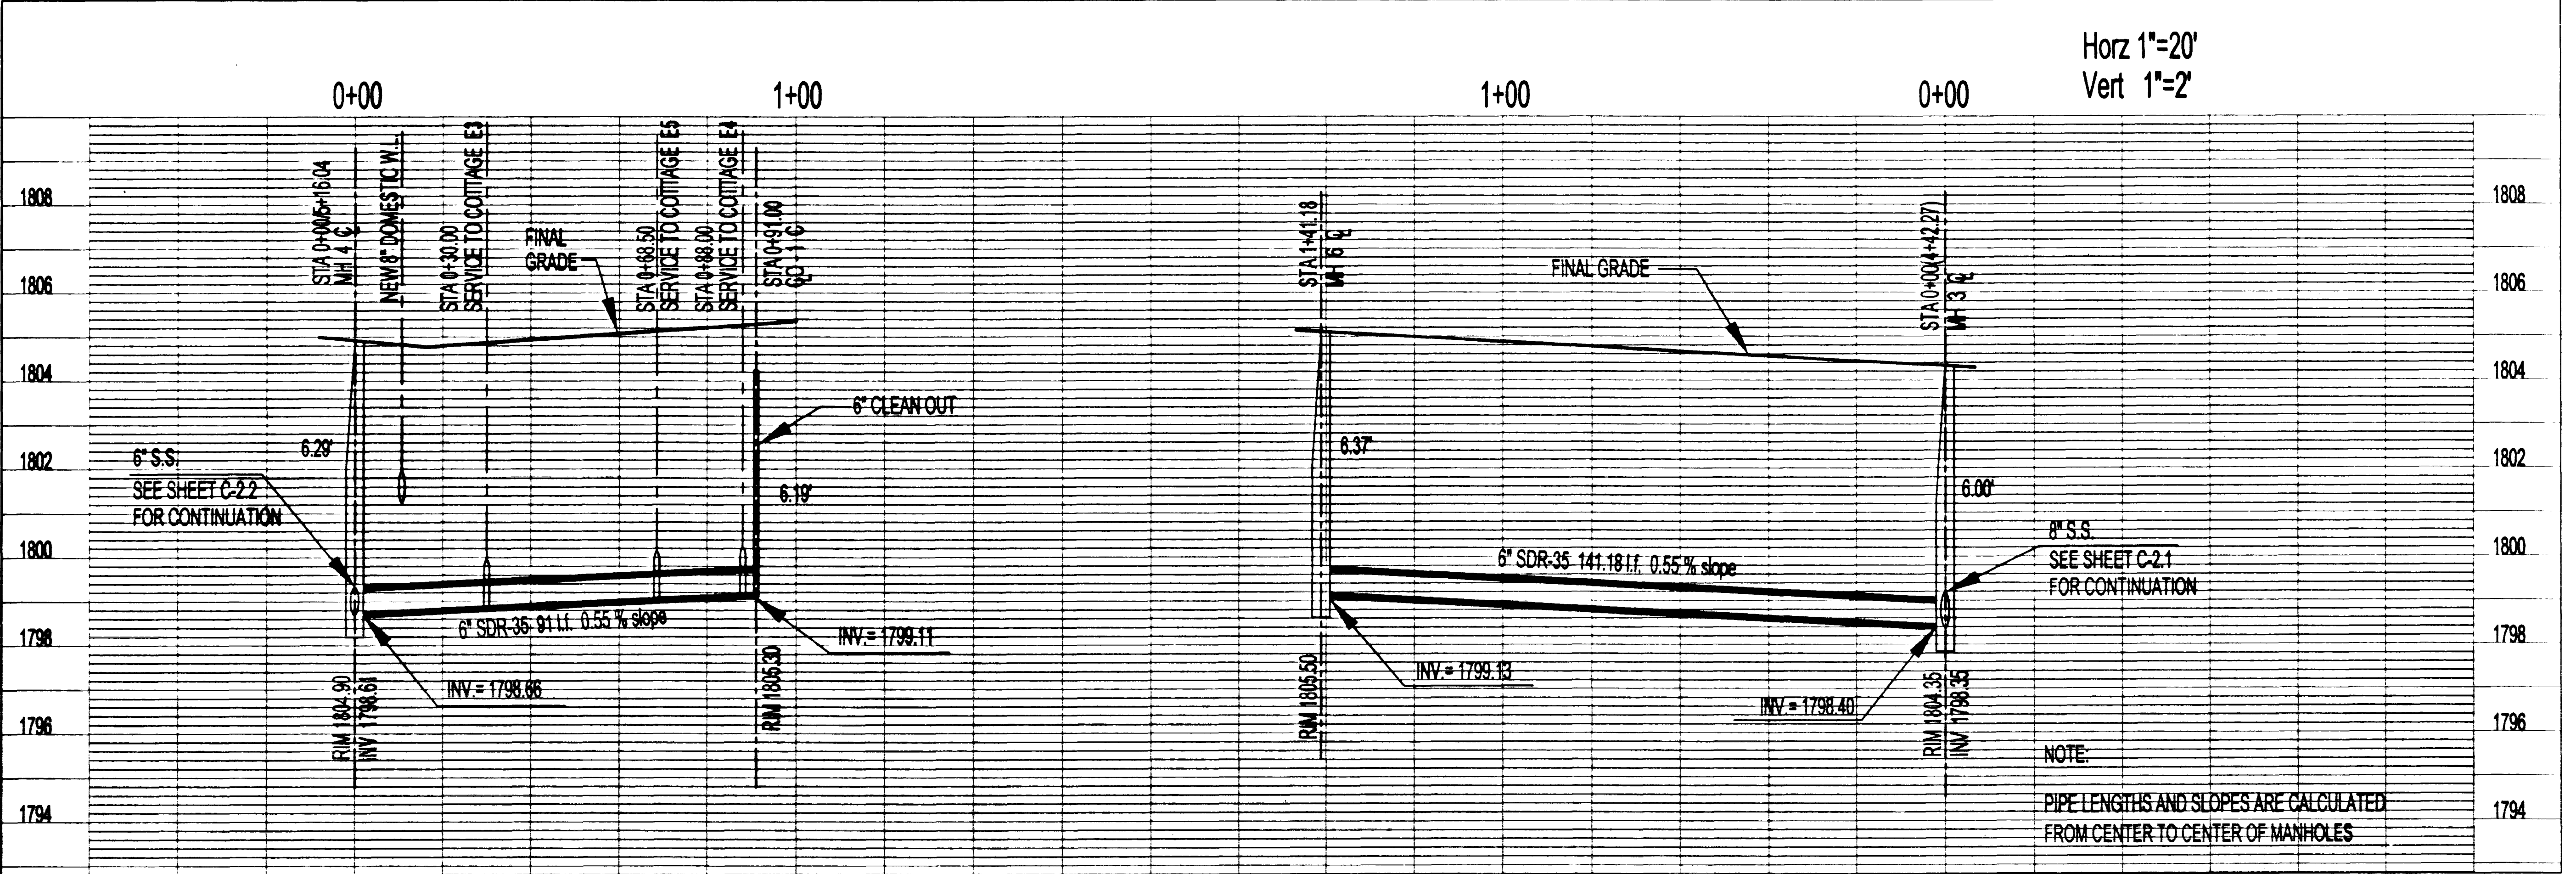 Horz 1"=20'
Vert 1"=2'
0+00
1+00
1+00
0+00
1808
1806
1804
1802
1800
1798
1796
1794
STA 0+00/5+16.04
MH 4 ℄
NEW 8" DOMESTIC W.L.
STA 0+30.00
SERVICE TO COTTAGE E3
FINAL
GRADE
STA 0+68.50
SERVICE TO COTTAGE E5
STA 0+88.00
SERVICE TO COTTAGE E4
STA 0+91.00
CO -1 ℄
6" CLEAN OUT
6.29'
6.19'
6" S.S.
SEE SHEET C-2.2
FOR CONTINUATION
6" SDR-35 91 l.f. 0.55 % slope
INV.= 1799.11
INV.= 1798.66
RIM 1804.90
INV 1798.61
RIM 1805.30
STA 1+41.18
MH 6 ℄
FINAL GRADE
STA 0+00(4+42.27)
MH 3 ℄
6.37'
6.00'
6" SDR-35 141.18 l.f. 0.55 % slope
8" S.S.
SEE SHEET C-2.1
FOR CONTINUATION
INV.= 1799.13
INV.= 1798.40
RIM 1805.50
RIM 1804.35
INV 1798.35
1808
1806
1804
1802
1800
1798
1796
1794
NOTE:
PIPE LENGTHS AND SLOPES ARE CALCULATED
FROM CENTER TO CENTER OF MANHOLES